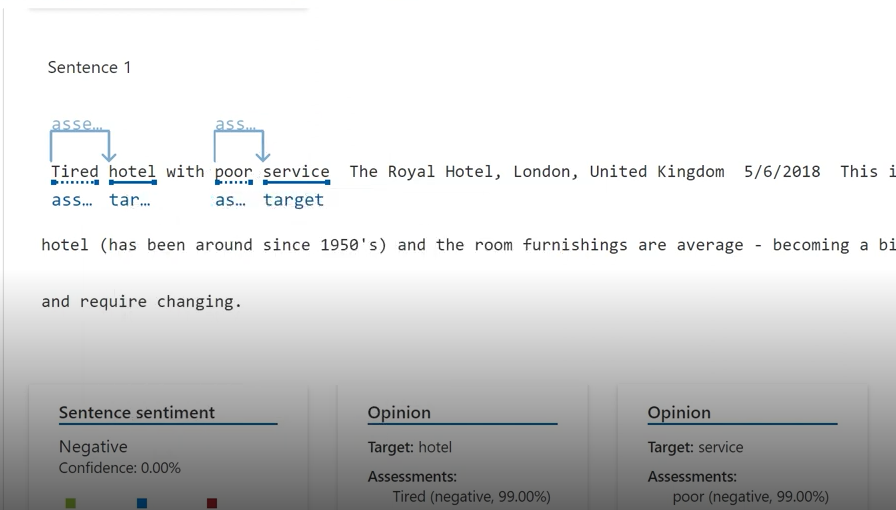 Sentence 1
asse... ass...
Tired hotel with poor service The Royal Hotel, London, United Kingdom 5/6/2018 This i
ass... tar... as... target
hotel (has been around since 1950's) and the room furnishings are average - becoming a bi
and require changing.
Sentence sentiment
Negative
Confidence: 0.00%
Opinion
Target: hotel
Assessments:
Tired (negative, 99.00%)
Opinion
Target: service
Assessments:
poor (negative, 99.00%)